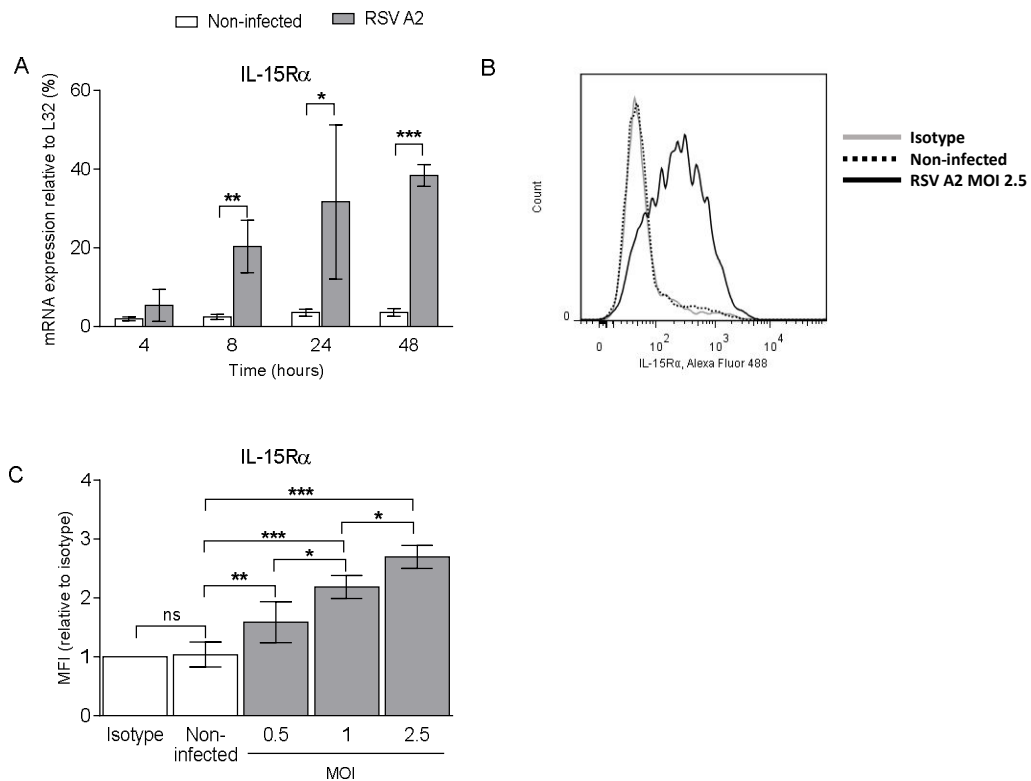 Non-infected RSV A2
A
IL-15Rα
mRNA expression relative to L32 (%)
60
40
20
0
**
*
***
4 8 24 48
Time (hours)
B
Count
0
0 10² 10³ 10⁴
IL-15Rα, Alexa Fluor 488
Isotype
Non-infected
RSV A2 MOI 2.5
C
IL-15Rα
MFI (relative to isotype)
4
3
2
1
0
***
*
***
*
**
ns
Isotype Non- 0.5 1 2.5
infected
MOI